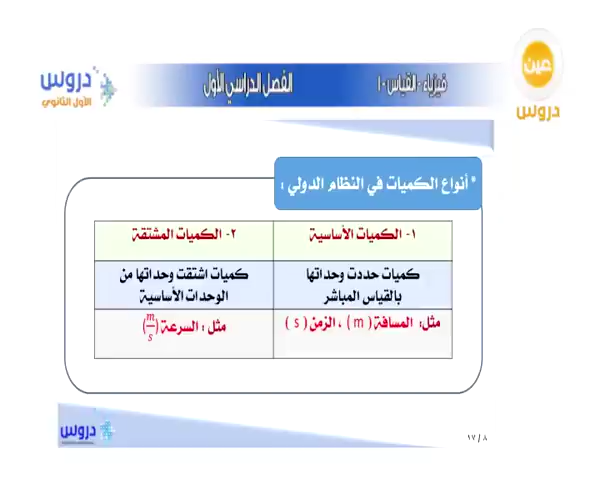 عين
دروس
فيزياء - القياس - ١
الفصل الدراسي الأول
دروس
الأول الثانوي
* أنواع الكميات في النظام الدولي :
١- الكميات الأساسية
٢- الكميات المشتقة
كميات حددت وحداتها
بالقياس المباشر
كميات اشتقت وحداتها من
الوحدات الأساسية
مثل: المسافة ( m ) ، الزمن ( s )
مثل : السرعة (m/s)
دروس
١٧ / ٨